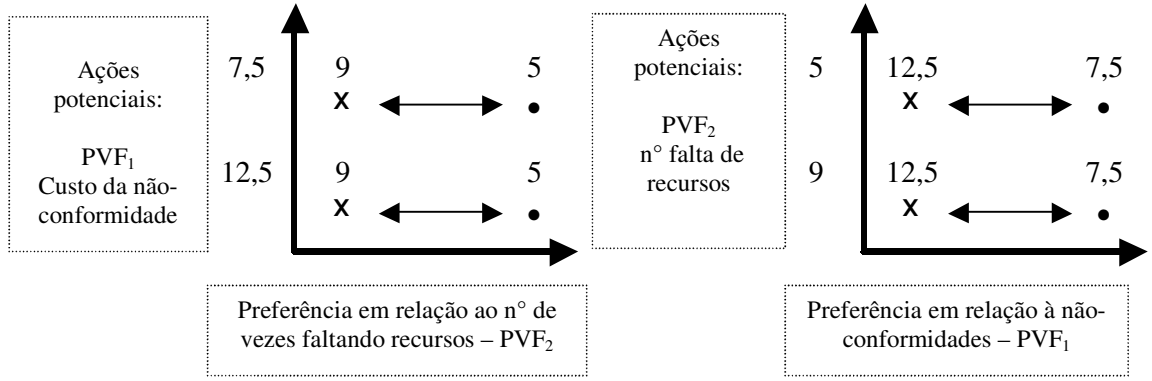 Ações
potenciais:
PVF₁
Custo da não-
conformidade
7,5
9
5
x
12,5
9
5
x
Preferência em relação ao n° de
vezes faltando recursos – PVF₂
Ações
potenciais:
PVF₂
n° falta de
recursos
5
12,5
7,5
x
9
12,5
7,5
x
Preferência em relação à não-
conformidades – PVF₁